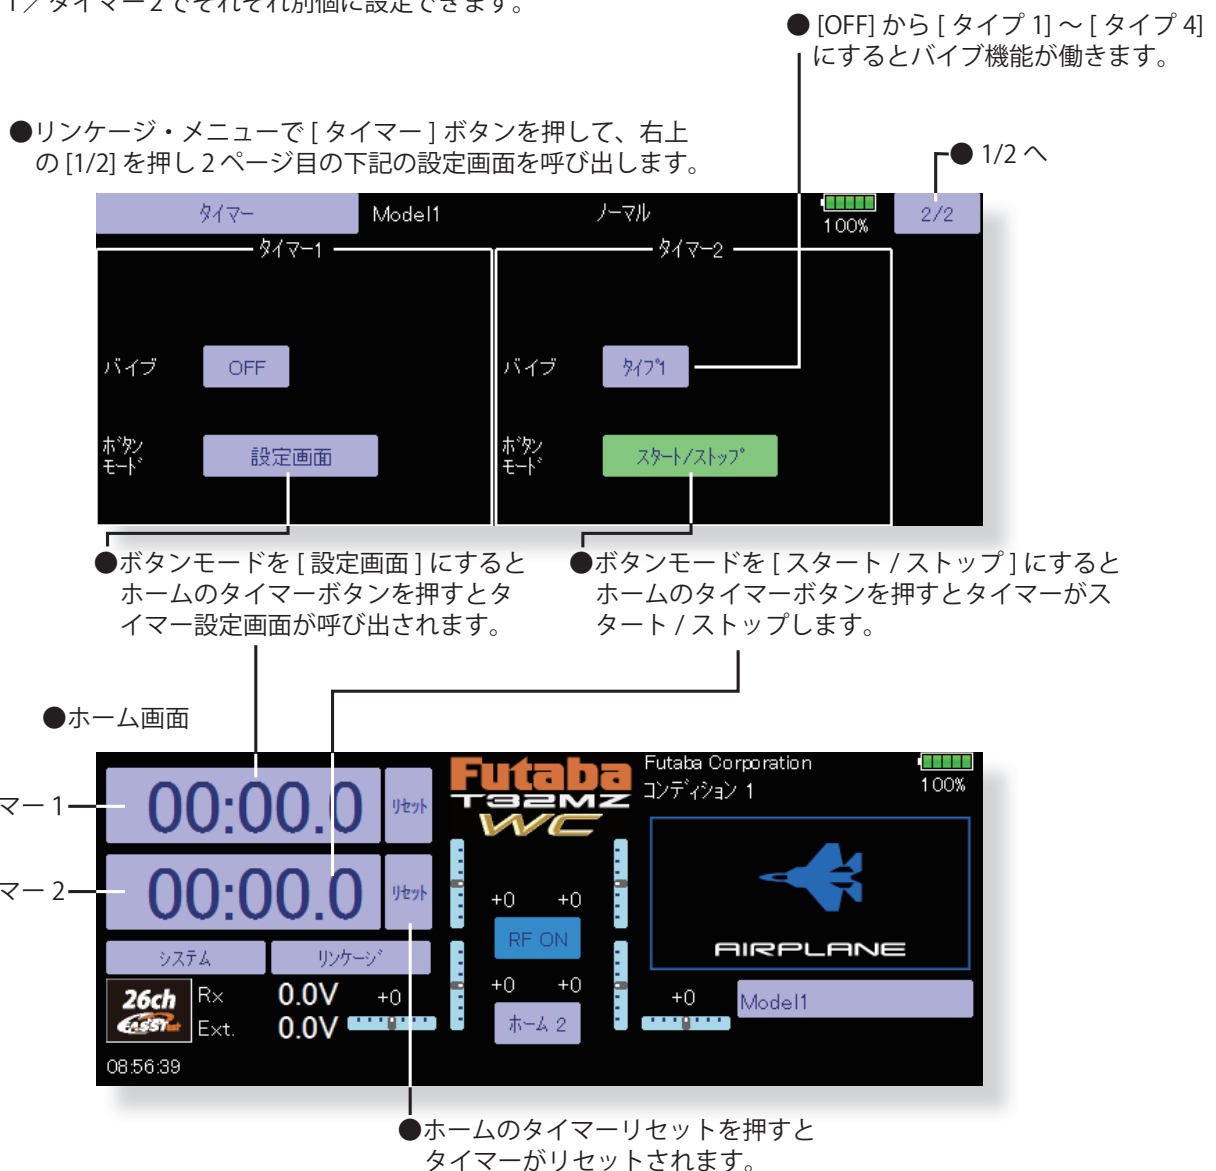 1／タイマー 2 でそれぞれ別個に設定できます。
● [OFF] から [ タイプ 1] ～ [ タイプ 4]
にするとバイブ機能が働きます。
●リンケージ・メニューで [ タイマー ] ボタンを押して、右上
の [1/2] を押し 2 ページ目の下記の設定画面を呼び出します。
● 1/2 へ
タイマー Model1 ノーマル 100% 2/2
タイマー1 タイマー2
バイブ OFF バイブ タイプ1
ボタン
モード 設定画面 ボタン
モード スタート/ストップ
●ボタンモードを [ 設定画面 ] にすると
ホームのタイマーボタンを押すとタ
イマー設定画面が呼び出されます。
●ボタンモードを [ スタート / ストップ ] にすると
ホームのタイマーボタンを押すとタイマーがス
タート / ストップします。
●ホーム画面
マー 1
00:00.0 リセット
マー 2
00:00.0 リセット
システム リンケージ
26ch
FASSTest
Rx 0.0V
Ext. 0.0V
+0
08:56:39
Futaba
T32MZ
WC
+0 +0
RF ON
+0 +0
ホーム 2
Futaba Corporation
コンディション 1
100%
AIRPLANE
+0
Model1
●ホームのタイマーリセットを押すと
タイマーがリセットされます。